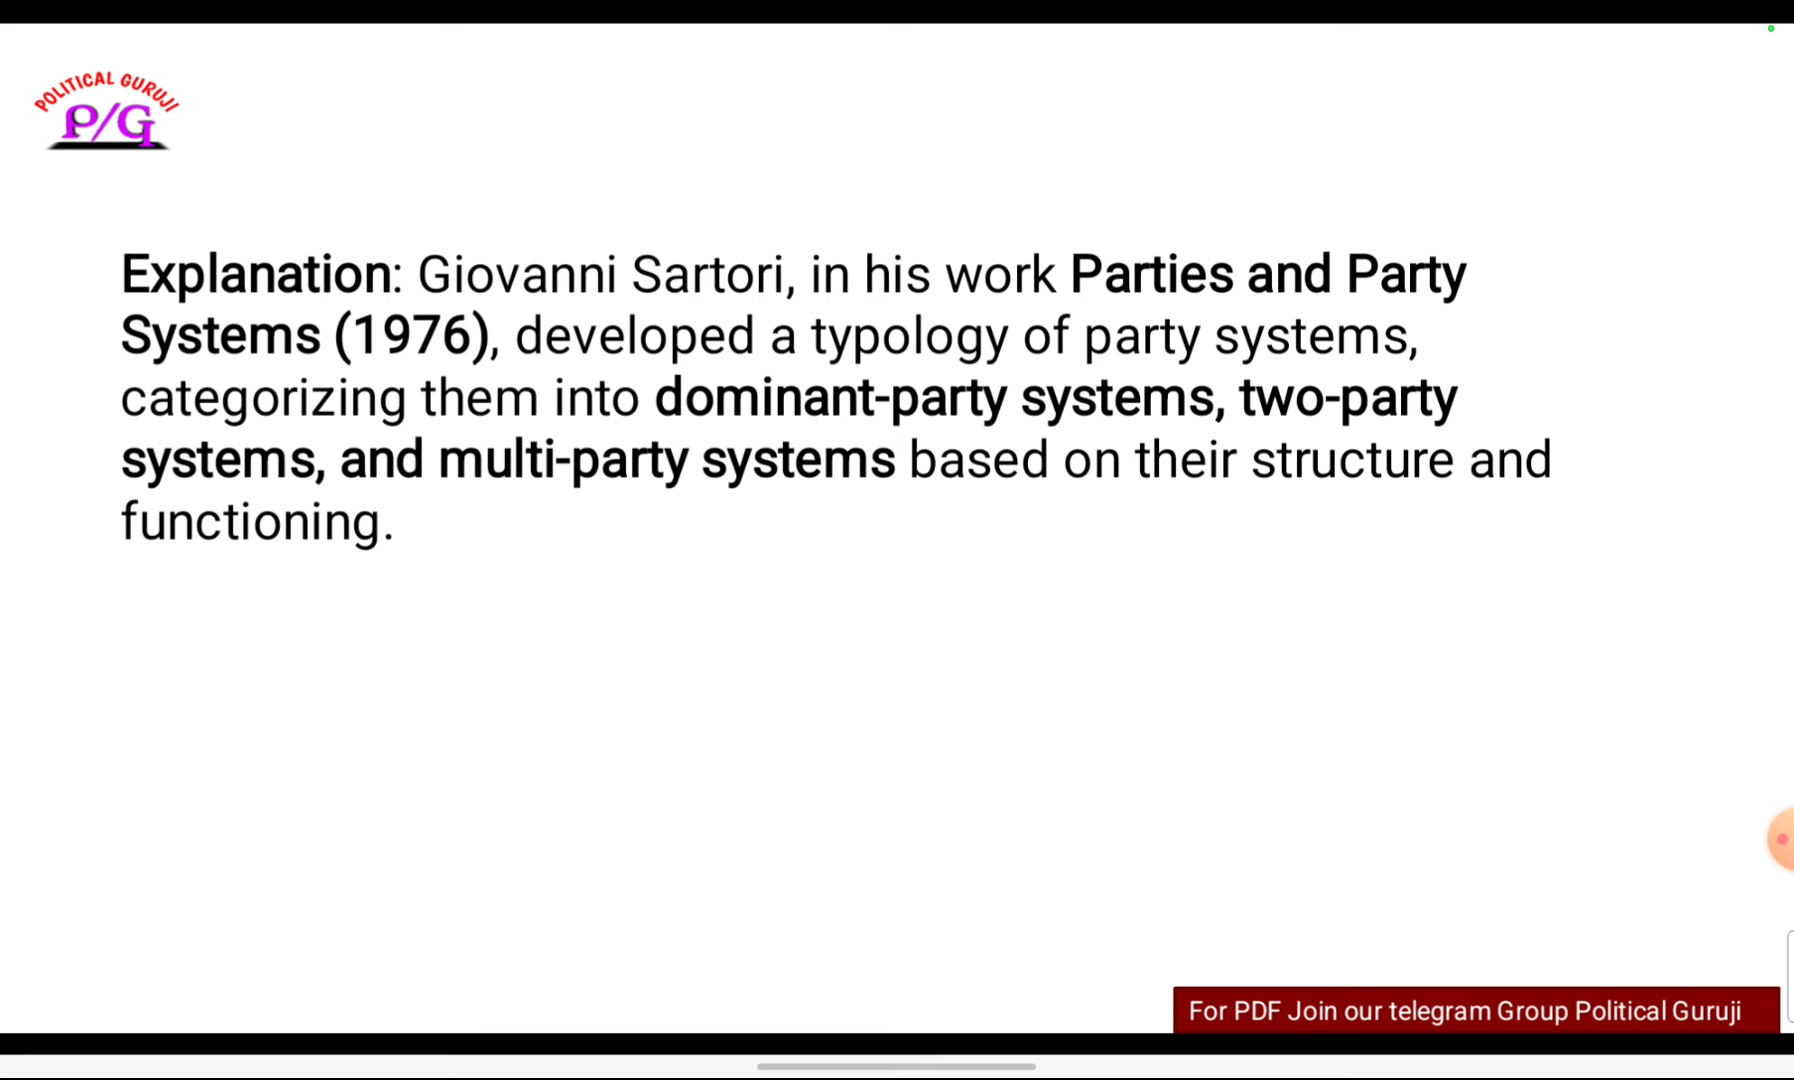 POLITICAL GURUJI
P/G
Explanation: Giovanni Sartori, in his work Parties and Party
Systems (1976), developed a typology of party systems,
categorizing them into dominant-party systems, two-party
systems, and multi-party systems based on their structure and
functioning.
For PDF Join our telegram Group Political Guruji